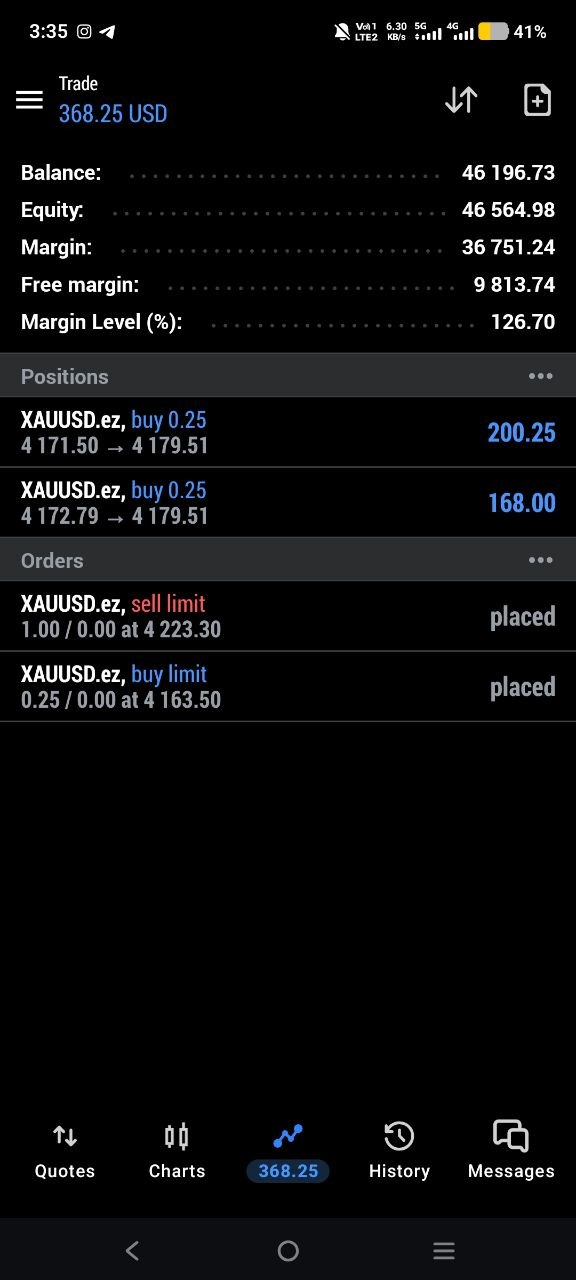 3:35 Vo) 1 LTE2 6.30 KB/s 5G 4G 41%
Trade
368.25 USD
Balance: 46 196.73
Equity: 46 564.98
Margin: 36 751.24
Free margin: 9 813.74
Margin Level (%): 126.70
Positions
XAUUSD.ez, buy 0.25
4 171.50 → 4 179.51 200.25
XAUUSD.ez, buy 0.25
4 172.79 → 4 179.51 168.00
Orders
XAUUSD.ez, sell limit
1.00 / 0.00 at 4 223.30 placed
XAUUSD.ez, buy limit
0.25 / 0.00 at 4 163.50 placed
Quotes Charts 368.25 History Messages